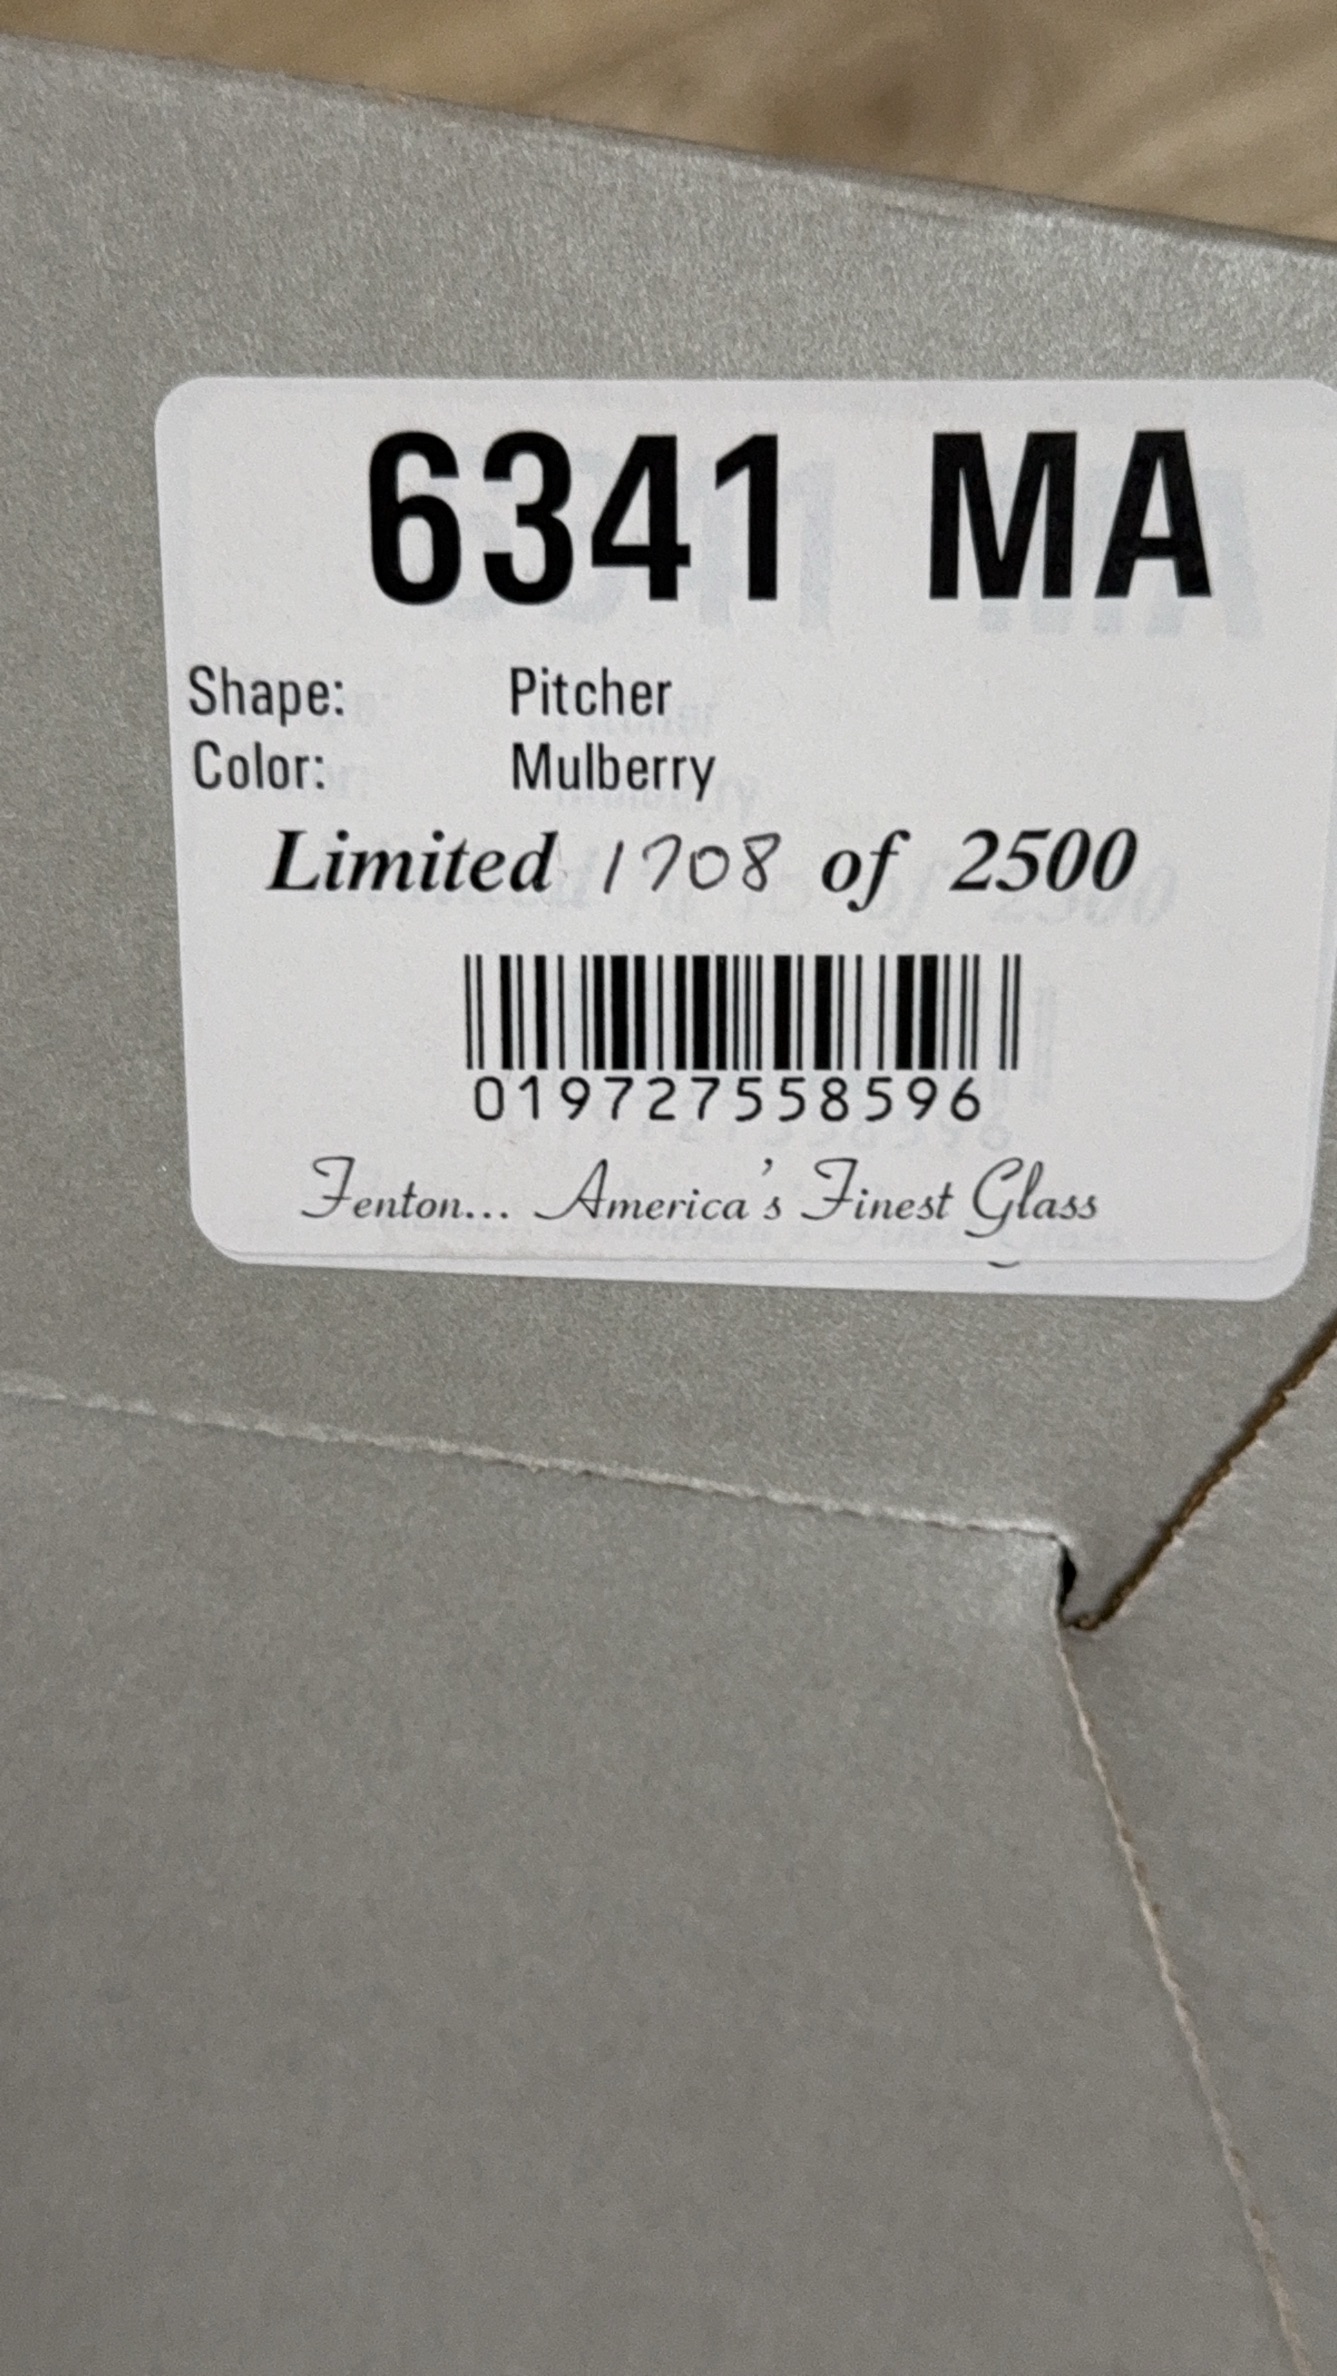 6341 MA
Shape: Pitcher
Color: Mulberry
Limited 1708 of 2500
019727558596
Fenton... America's Finest Glass